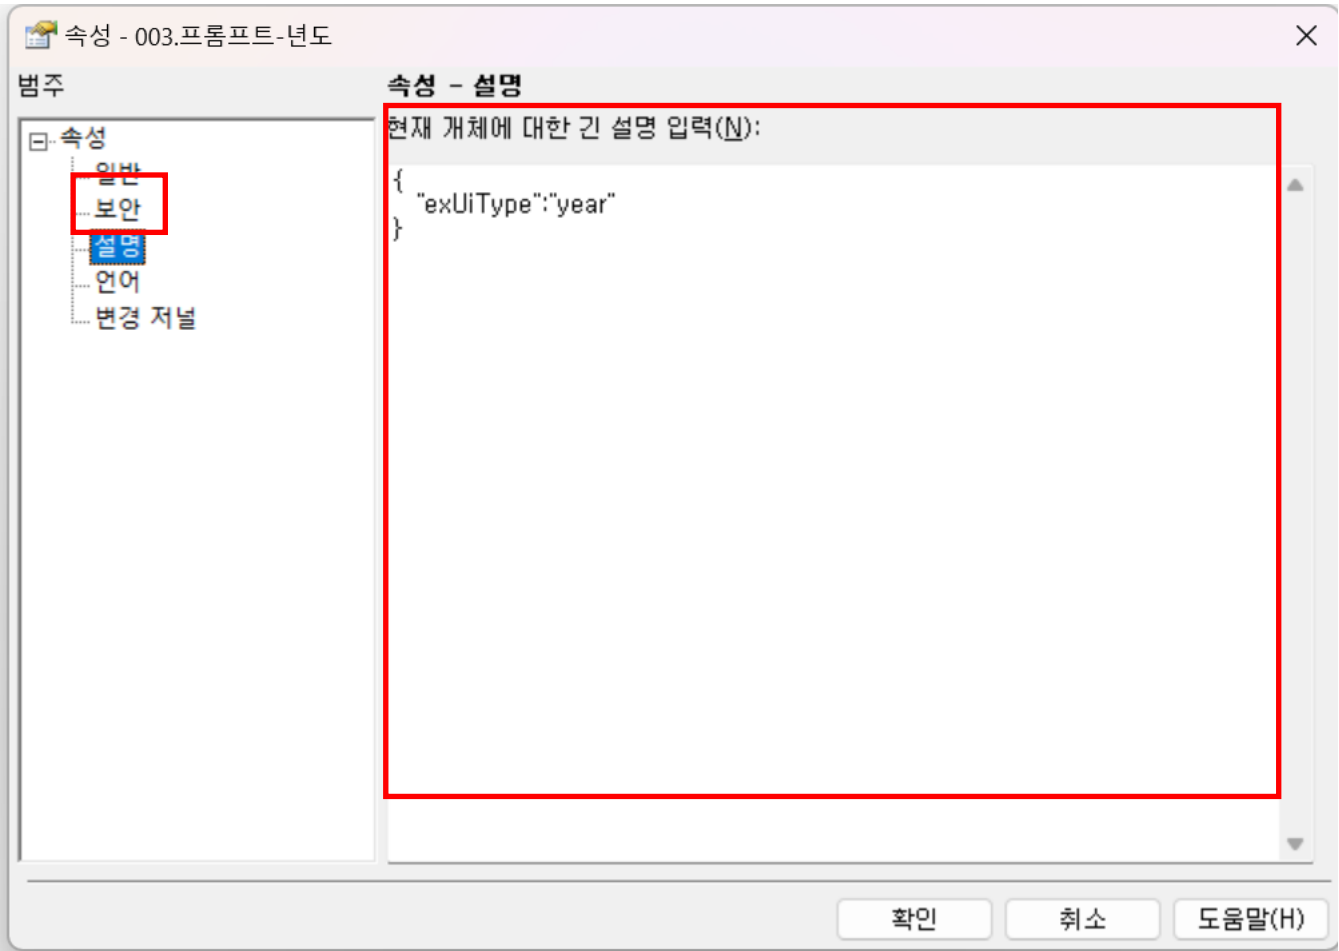 속성 - 003.프롬프트-년도
범주
속성
일반
보안
설명
언어
변경 저널
속성 - 설명
현재 개체에 대한 긴 설명 입력(N):
{
"exUiType":"year"
}
확인
취소
도움말(H)